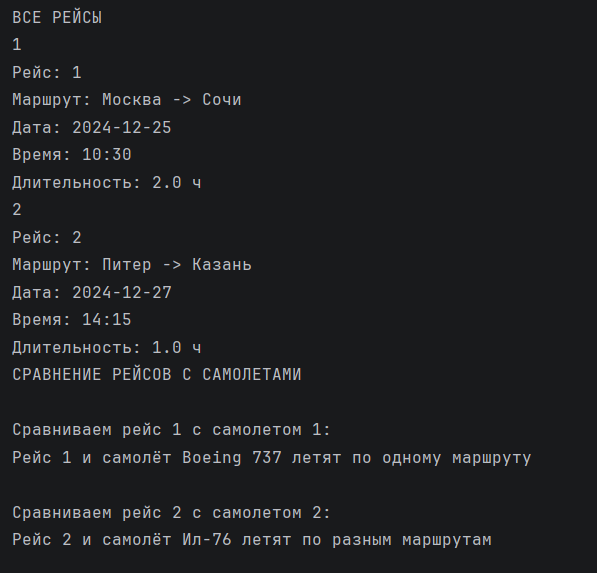 ВСЕ РЕЙСЫ
1
Рейс: 1
Маршрут: Москва -> Сочи
Дата: 2024-12-25
Время: 10:30
Длительность: 2.0 ч
2
Рейс: 2
Маршрут: Питер -> Казань
Дата: 2024-12-27
Время: 14:15
Длительность: 1.0 ч
СРАВНЕНИЕ РЕЙСОВ С САМОЛЕТАМИ
Сравниваем рейс 1 с самолетом 1:
Рейс 1 и самолёт Boeing 737 летят по одному маршруту
Сравниваем рейс 2 с самолетом 2:
Рейс 2 и самолёт Ил-76 летят по разным маршрутам